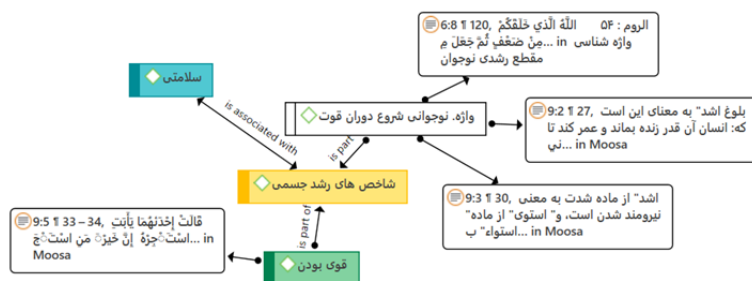 6:8 ¶ 120, اللَّهُ الَّذِي خَلَقَكُمْ الروم : ۵۴
مِنْ ضَعْفٍ ثُمَّ جَعَلَ مِ... in واژه شناسی
مقطع رشدی نوجوان
سلامتی
is associated with
واژه. نوجوانی شروع دوران قوت
is part
9:2 ¶ 27, بلوغ اشد" به معنای این است
که: انسان آن قدر زنده بماند و عمر کند تا
ني... in Moosa
شاخص های رشد جسمی
9:3 ¶ 30, اشد" از ماده شدت به معنی
نیرومند شدن است، و" استوی" از ماده"
استواء" ب... in Moosa
is part of
9:5 ¶ 33 – 34, قَالَتْ إِحْدَىٰهُمَا يَٰٓأَبَتِ
ٱسْتَـْٔجِرْهُ إِنَّ خَيْرَ مَنِ ٱسْتَـْٔجَ... in
Moosa
قوی بودن